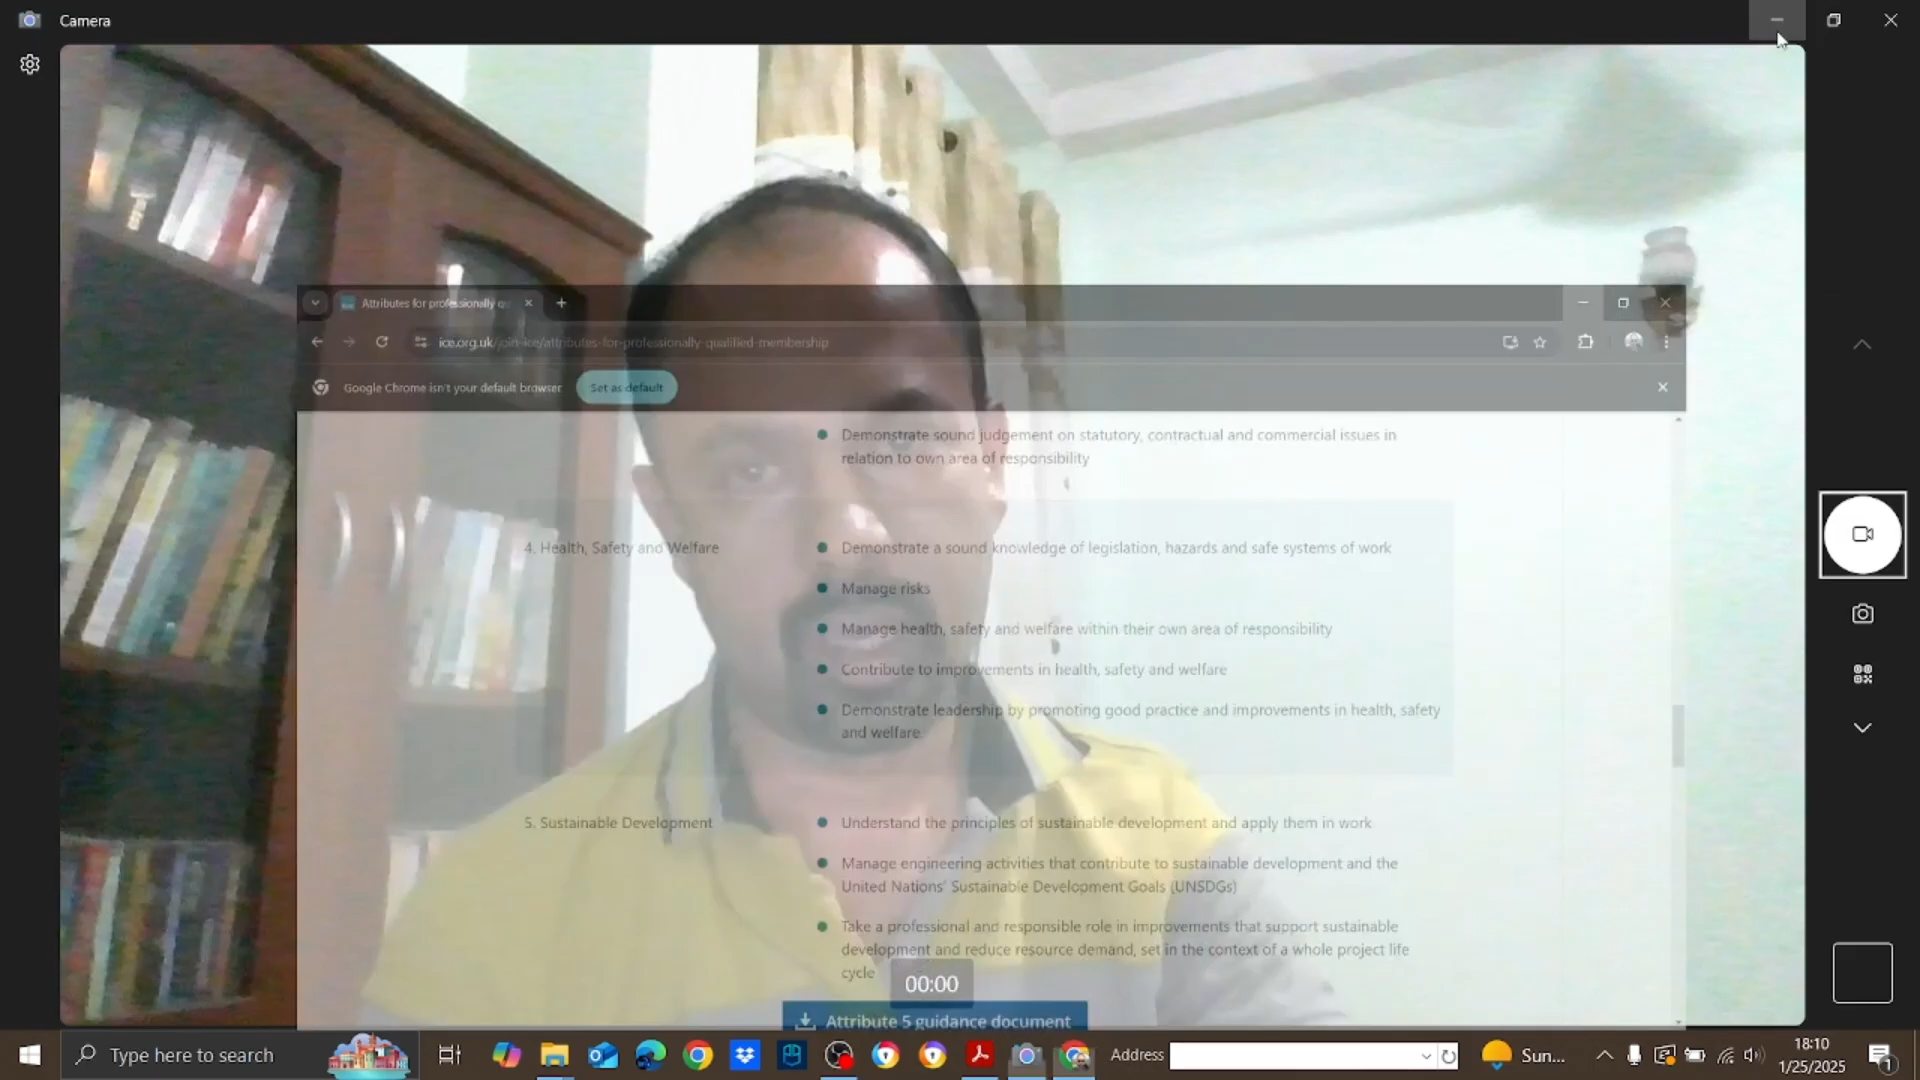 Camera
Attributes for professionally q
ice.org.uk/join-ice/attributes-for-professionally-qualified-membership
Google Chrome isn't your default browser
Set as default
Demonstrate sound judgement on statutory, contractual and commercial issues in
relation to own area of responsibility
4. Health, Safety and Welfare
Demonstrate a sound knowledge of legislation, hazards and safe systems of work
Manage risks
Manage health, safety and welfare within their own area of responsibility
Contribute to improvements in health, safety and welfare
Demonstrate leadership by promoting good practice and improvements in health, safety
and welfare
5. Sustainable Development
Understand the principles of sustainable development and apply them in work
Manage engineering activities that contribute to sustainable development and the
United Nations' Sustainable Development Goals (UNSDGs)
Take a professional and responsible role in improvements that support sustainable
development and reduce resource demand, set in the context of a whole project life
cycle
00:00
Attribute 5 guidance document
Type here to search
Address
Sun...
18:10
1/25/2025
1